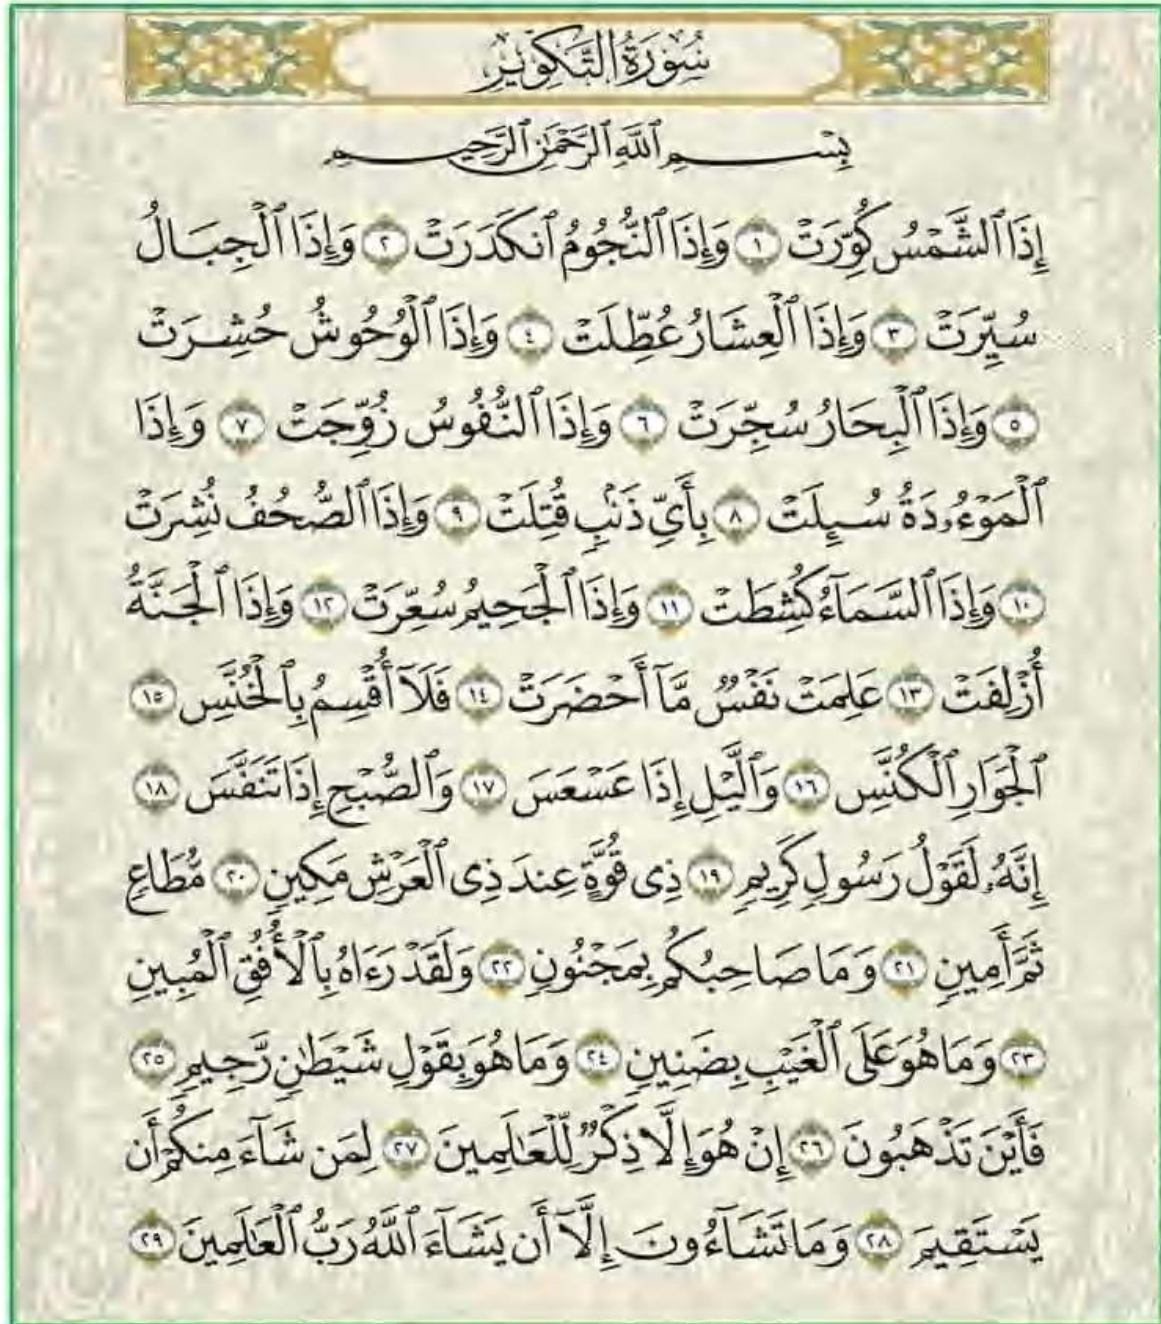 سُورَةُ التَّكْوِيرِ
بِسْمِ ٱللَّهِ ٱلرَّحْمَٰنِ ٱلرَّحِيمِ
إِذَا ٱلشَّمْسُ كُوِّرَتْ ١ وَإِذَا ٱلنُّجُومُ ٱنكَدَرَتْ ٢ وَإِذَا ٱلْجِبَالُ
سُيِّرَتْ ٣ وَإِذَا ٱلْعِشَارُ عُطِّلَتْ ٤ وَإِذَا ٱلْوُحُوشُ حُشِرَتْ
٥ وَإِذَا ٱلْبِحَارُ سُجِّرَتْ ٦ وَإِذَا ٱلنُّفُوسُ زُوِّجَتْ ٧ وَإِذَا
ٱلْمَوْءُۥدَةُ سُئِلَتْ ٨ بِأَىِّ ذَنۢبٍ قُتِلَتْ ٩ وَإِذَا ٱلصُّحُفُ نُشِرَتْ
١٠ وَإِذَا ٱلسَّمَآءُ كُشِطَتْ ١١ وَإِذَا ٱلْجَحِيمُ سُعِّرَتْ ١٢ وَإِذَا ٱلْجَنَّةُ
أُزْلِفَتْ ١٣ عَلِمَتْ نَفْسٌ مَّآ أَحْضَرَتْ ١٤ فَلَآ أُقْسِمُ بِٱلْخُنَّسِ ١٥
ٱلْجَوَارِ ٱلْكُنَّسِ ١٦ وَٱلَّيْلِ إِذَا عَسْعَسَ ١٧ وَٱلصُّبْحِ إِذَا تَنَفَّسَ ١٨
إِنَّهُۥ لَقَوْلُ رَسُولٍ كَرِيمٍ ١٩ ذِى قُوَّةٍ عِندَ ذِى ٱلْعَرْشِ مَكِينٍ ٢٠ مُّطَاعٍ
ثَمَّ أَمِينٍ ٢١ وَمَا صَاحِبُكُم بِمَجْنُونٍ ٢٢ وَلَقَدْ رَءَاهُ بِٱلْأُفُقِ ٱلْمُبِينِ
٢٣ وَمَا هُوَ عَلَى ٱلْغَيْبِ بِضَنِينٍ ٢٤ وَمَا هُوَ بِقَوْلِ شَيْطَٰنٍ رَّجِيمٍ ٢٥
فَأَيْنَ تَذْهَبُونَ ٢٦ إِنْ هُوَ إِلَّا ذِكْرٌ لِّلْعَٰلَمِينَ ٢٧ لِمَن شَآءَ مِنكُمْ أَن
يَسْتَقِيمَ ٢٨ وَمَا تَشَآءُونَ إِلَّآ أَن يَشَآءَ ٱللَّهُ رَبُّ ٱلْعَٰلَمِينَ ٢٩